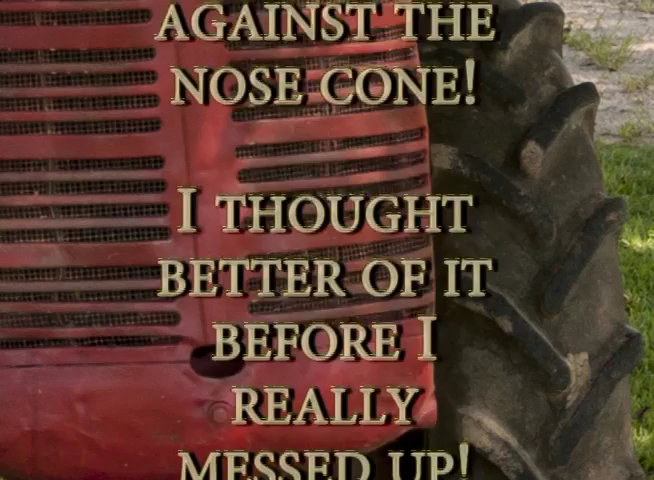 AGAINST THE
NOSE CONE!
I THOUGHT
BETTER OF IT
BEFORE I
REALLY
MESSED UP!